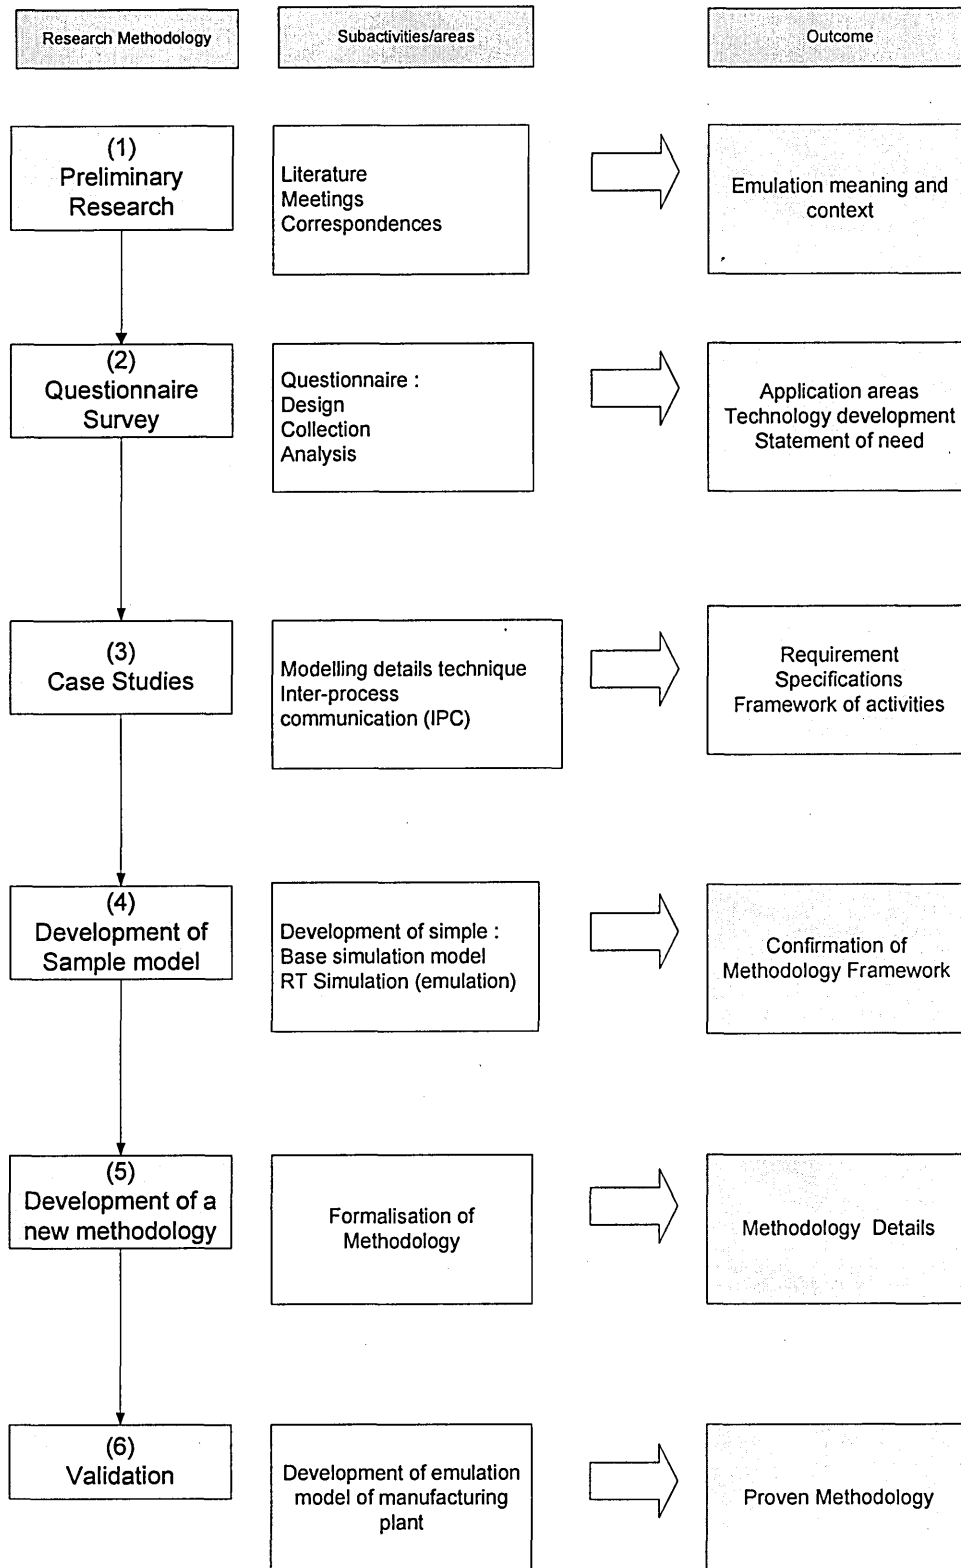 Research Methodology
Subactivities/areas
Outcome
(1)
Preliminary
Research
Literature
Meetings
Correspondences
Emulation meaning and
context
(2)
Questionnaire
Survey
Questionnaire :
Design
Collection
Analysis
Application areas
Technology development
Statement of need
(3)
Case Studies
Modelling details technique
Inter-process
communication (IPC)
Requirement
Specifications
Framework of activities
(4)
Development of
Sample model
Development of simple :
Base simulation model
RT Simulation (emulation)
Confirmation of
Methodology Framework
(5)
Development of a
new methodology
Formalisation of
Methodology
Methodology Details
(6)
Validation
Development of emulation
model of manufacturing
plant
Proven Methodology